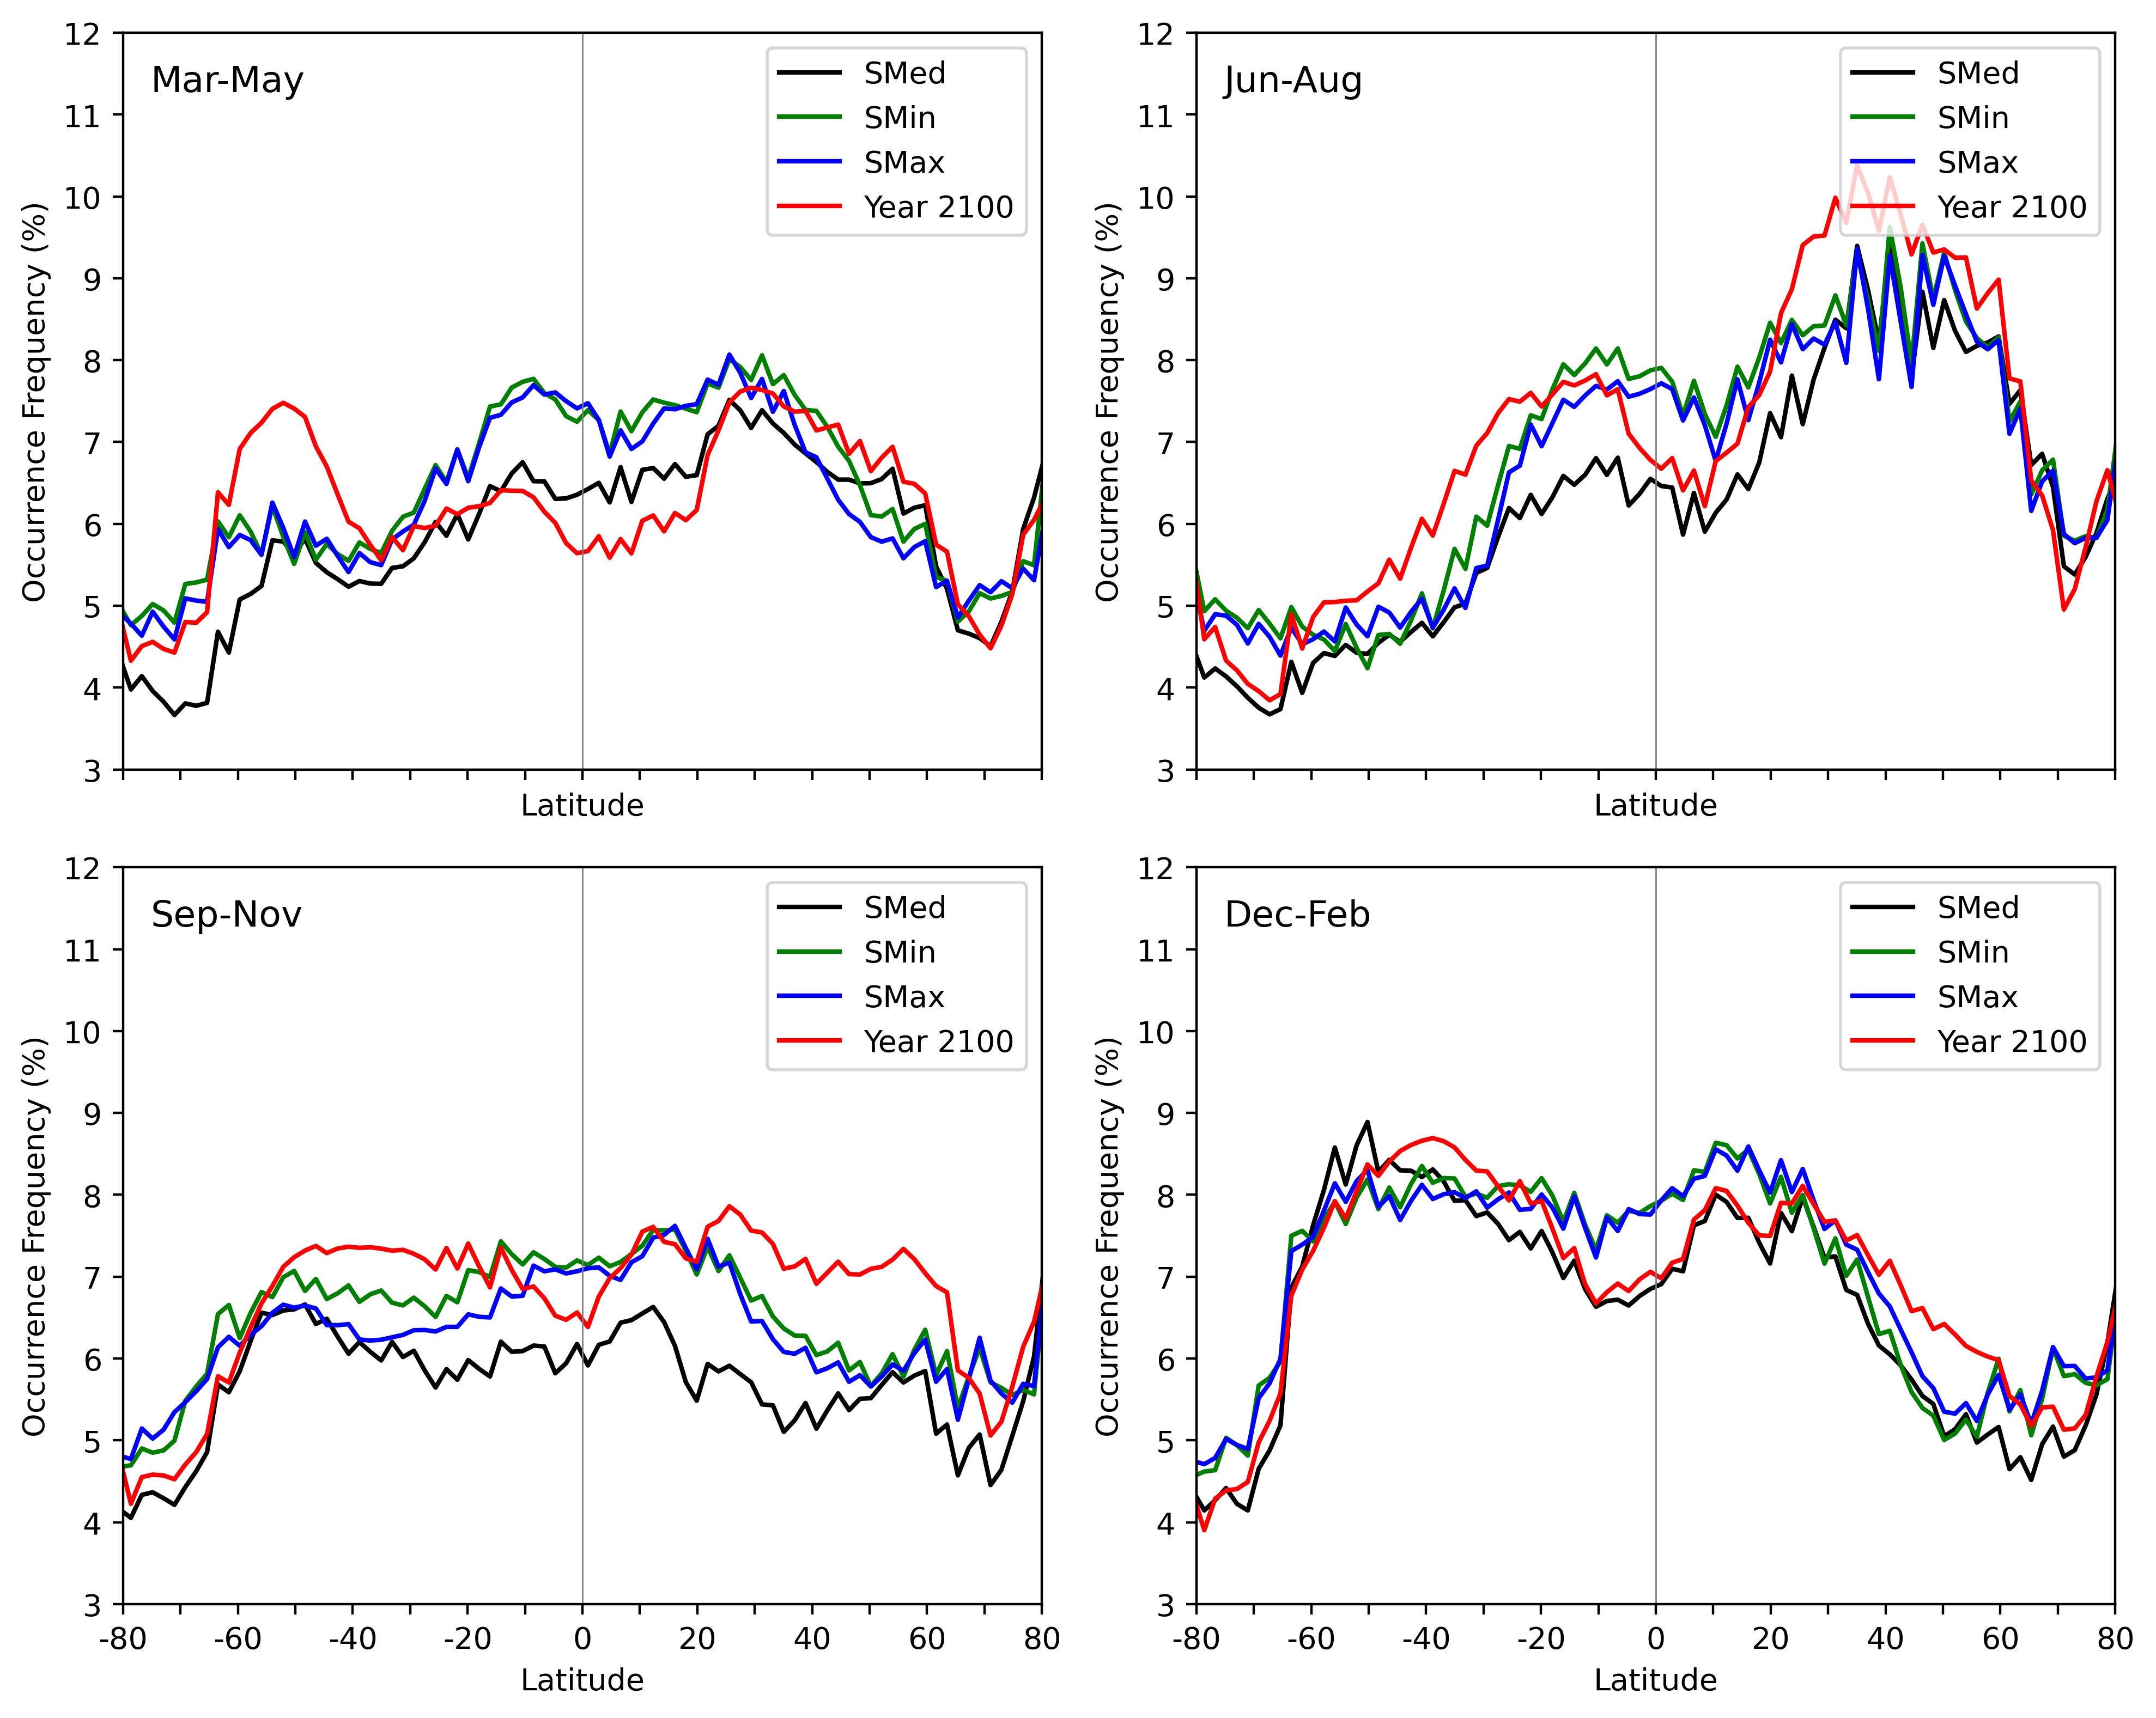 Mar-May
SMed
SMin
SMax
Year 2100
Occurrence Frequency (%)
12
11
10
9
8
7
6
5
4
3
Latitude
Jun-Aug
SMed
SMin
SMax
Year 2100
Occurrence Frequency (%)
12
11
10
9
8
7
6
5
4
3
Latitude
Sep-Nov
SMed
SMin
SMax
Year 2100
Occurrence Frequency (%)
12
11
10
9
8
7
6
5
4
3
-80 -60 -40 -20 0 20 40 60 80
Latitude
Dec-Feb
SMed
SMin
SMax
Year 2100
Occurrence Frequency (%)
12
11
10
9
8
7
6
5
4
3
-80 -60 -40 -20 0 20 40 60 80
Latitude